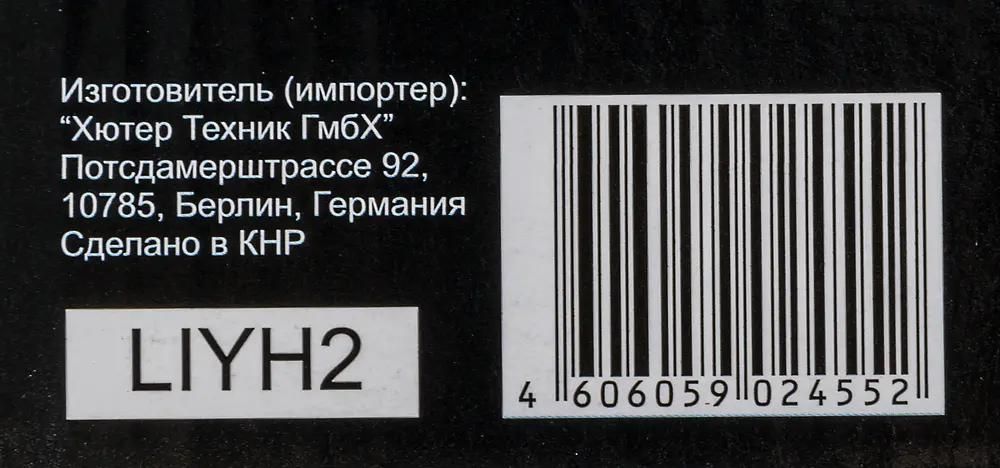 Изготовитель (импортер):
“Хютер Техник ГмбХ”
Потсдамерштрассе 92,
10785, Берлин, Германия
Сделано в КНР
LIYH2
4 606059 024552